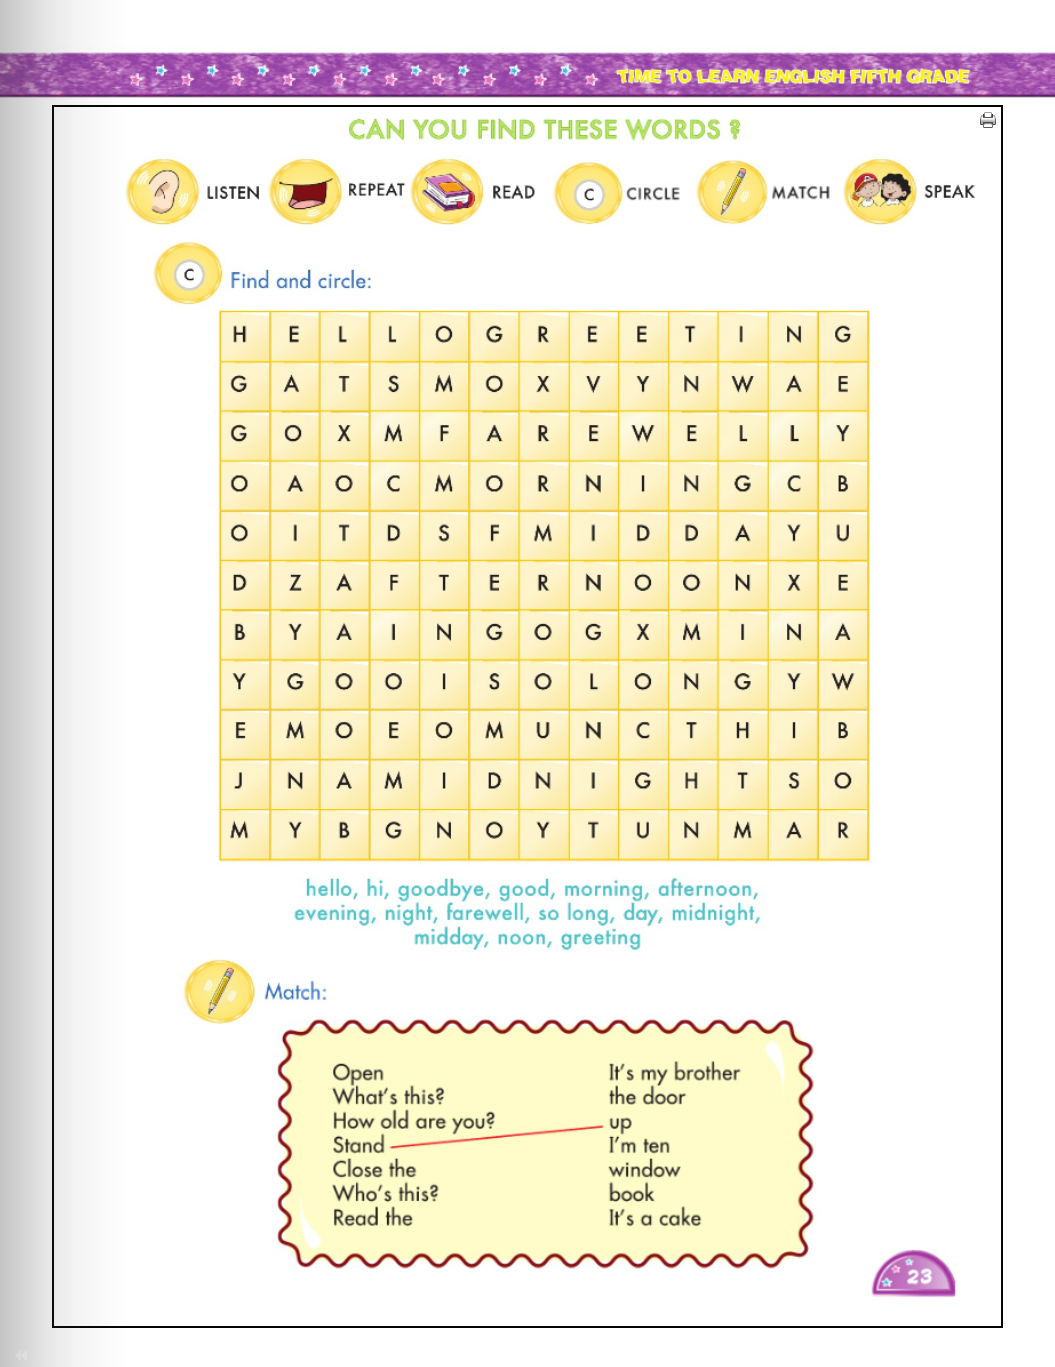 TIME TO LEARN ENGLISH FIFTH GRADE
CAN YOU FIND THESE WORDS ?
LISTEN REPEAT READ C CIRCLE MATCH SPEAK
C Find and circle:
H E L L O G R E E T I N G
G A T S M O X V Y N W A E
G O X M F A R E W E L L Y
O A O C M O R N I N G C B
O I T D S F M I D D A Y U
D Z A F T E R N O O N X E
B Y A I N G O G X M I N A
Y G O O I S O L O N G Y W
E M O E O M U N C T H I B
J N A M I D N I G H T S O
M Y B G N O Y T U N M A R
hello, hi, goodbye, good, morning, afternoon,
evening, night, farewell, so long, day, midnight,
midday, noon, greeting
Match:
Open It's my brother
What's this? the door
How old are you? up
Stand I'm ten
Close the window
Who's this? book
Read the It's a cake
23